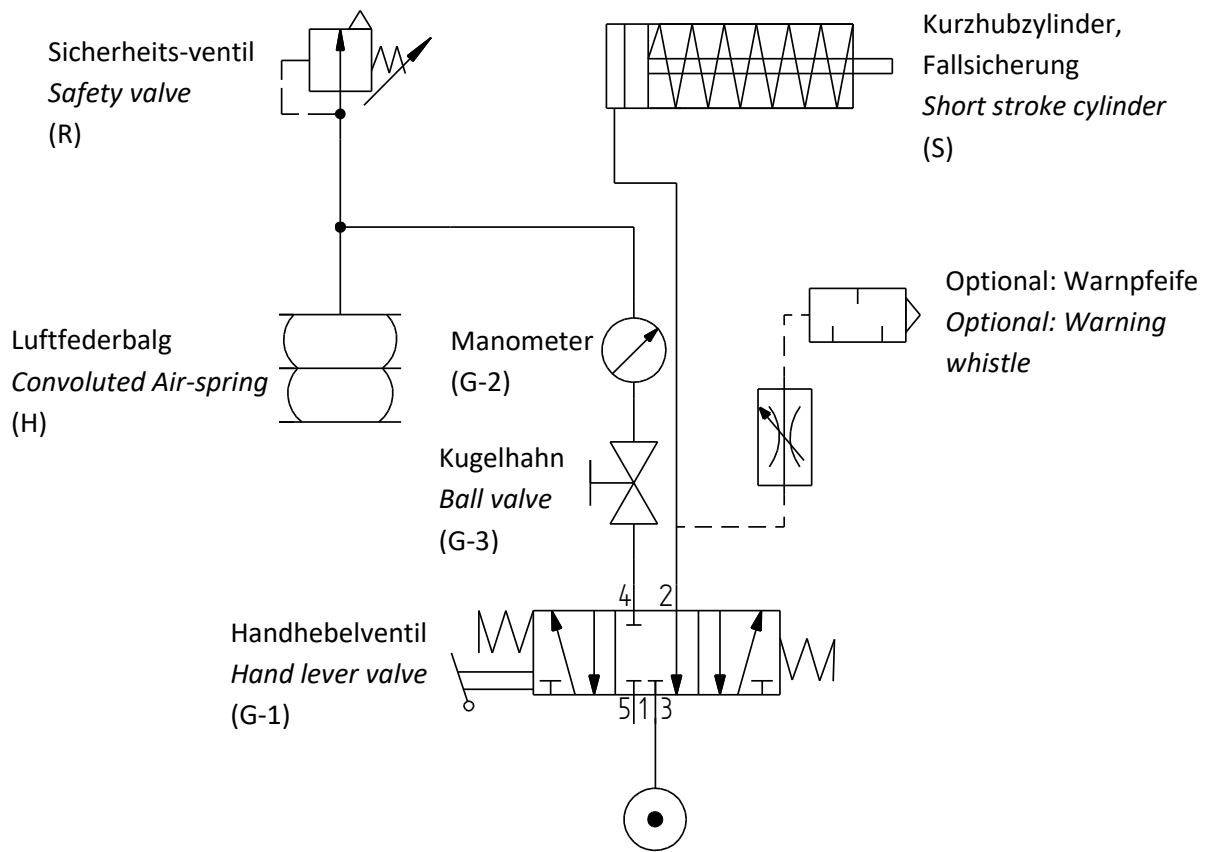 Sicherheits-ventil
Safety valve
(R)
Kurzhubzylinder,
Fallsicherung
Short stroke cylinder
(S)
Optional: Warnpfeife
Optional: Warning
whistle
Luftfederbalg
Convoluted Air-spring
(H)
Manometer
(G-2)
Kugelhahn
Ball valve
(G-3)
4 2
Handhebelventil
Hand lever valve
(G-1)
5 1 3